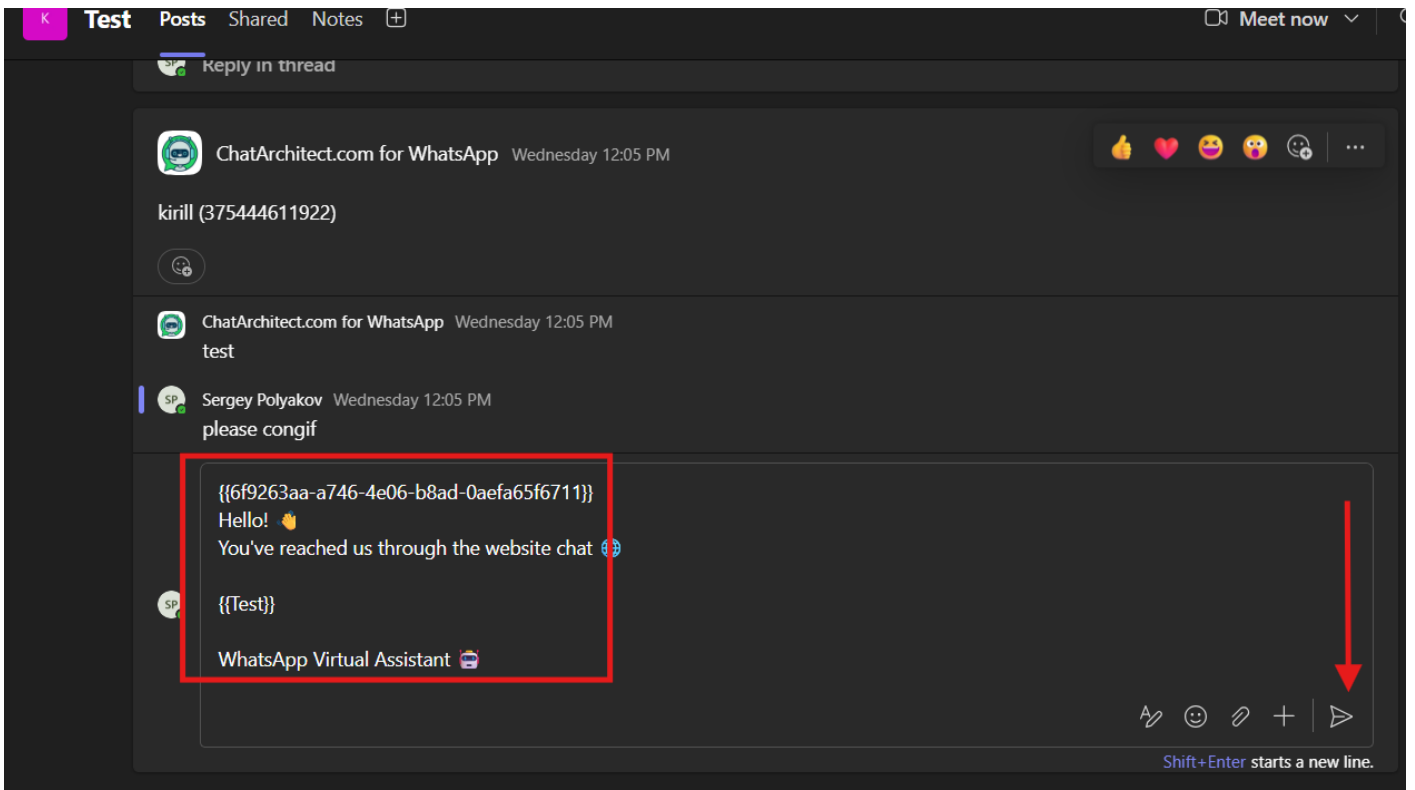 K Test Posts Shared Notes Meet now
SP Reply in thread
ChatArchitect.com for WhatsApp Wednesday 12:05 PM
kirill (375444611922)
ChatArchitect.com for WhatsApp Wednesday 12:05 PM
test
SP Sergey Polyakov Wednesday 12:05 PM
please congif
{{6f9263aa-a746-4e06-b8ad-0aefa65f6711}}
Hello! 👋
You've reached us through the website chat 🌐
SP {{Test}}
WhatsApp Virtual Assistant 🤖
Shift+Enter starts a new line.